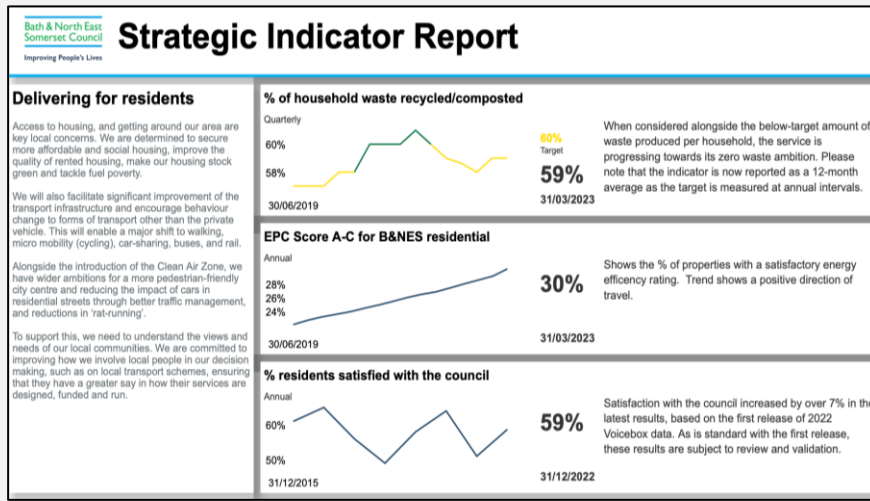 Bath & North East
Somerset Council
Improving People's Lives
Strategic Indicator Report
Delivering for residents
Access to housing, and getting around our area are
key local concerns. We are determined to secure
more affordable and social housing, improve the
quality of rented housing, make our housing stock
green and tackle fuel poverty.
We will also facilitate significant improvement of the
transport infrastructure and encourage behaviour
change to forms of transport other than the private
vehicle. This will enable a major shift to walking,
micro mobility (cycling), car-sharing, buses, and rail.
Alongside the introduction of the Clean Air Zone, we
have wider ambitions for a more pedestrian-friendly
city centre and reducing the impact of cars in
residential streets through better traffic management,
and reductions in 'rat-running'.
To support this, we need to understand the views and
needs of our local communities. We are committed to
improving how we involve local people in our decision
making, such as on local transport schemes, ensuring
that they have a greater say in how their services are
designed, funded and run.
% of household waste recycled/composted
Quarterly
60%
58%
30/06/2019
60%
Target
59%
31/03/2023
When considered alongside the below-target amount of
waste produced per household, the service is
progressing towards its zero waste ambition. Please
note that the indicator is now reported as a 12-month
average as the target is measured at annual intervals.
EPC Score A-C for B&NES residential
Annual
28%
26%
24%
30/06/2019
30%
31/03/2023
Shows the % of properties with a satisfactory energy
efficency rating. Trend shows a positive direction of
travel.
% residents satisfied with the council
Annual
60%
50%
31/12/2015
59%
31/12/2022
Satisfaction with the council increased by over 7% in the
latest results, based on the first release of 2022
Voicebox data. As is standard with the first release,
these results are subject to review and validation.